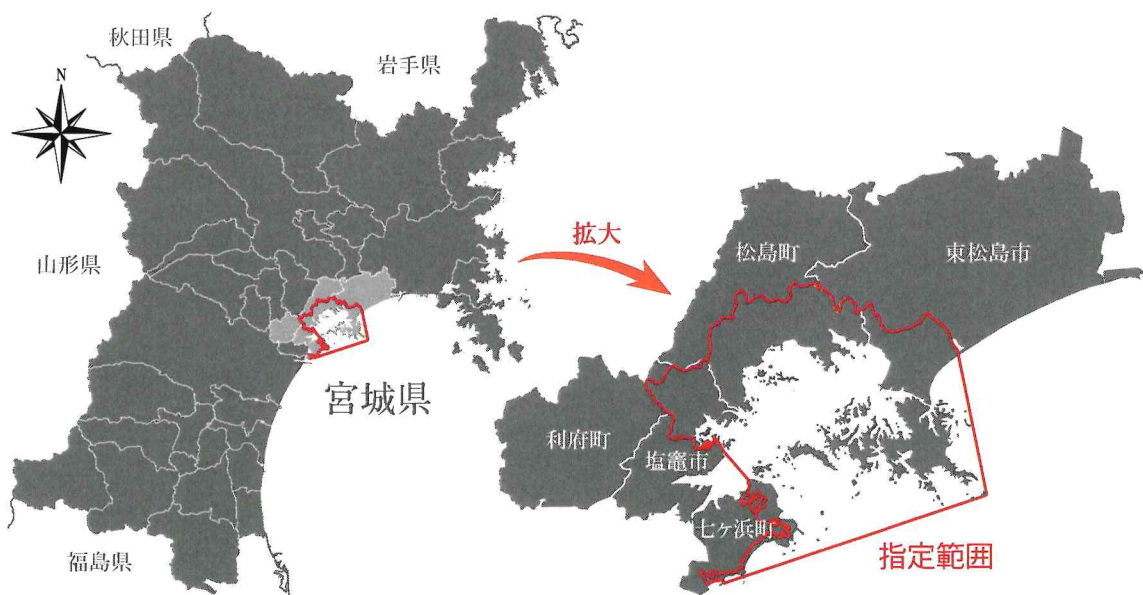 秋田県
岩手県
N
山形県
宮城県
福島県
拡大
松島町
東松島市
利府町
塩竈市
七ヶ浜町
指定範囲